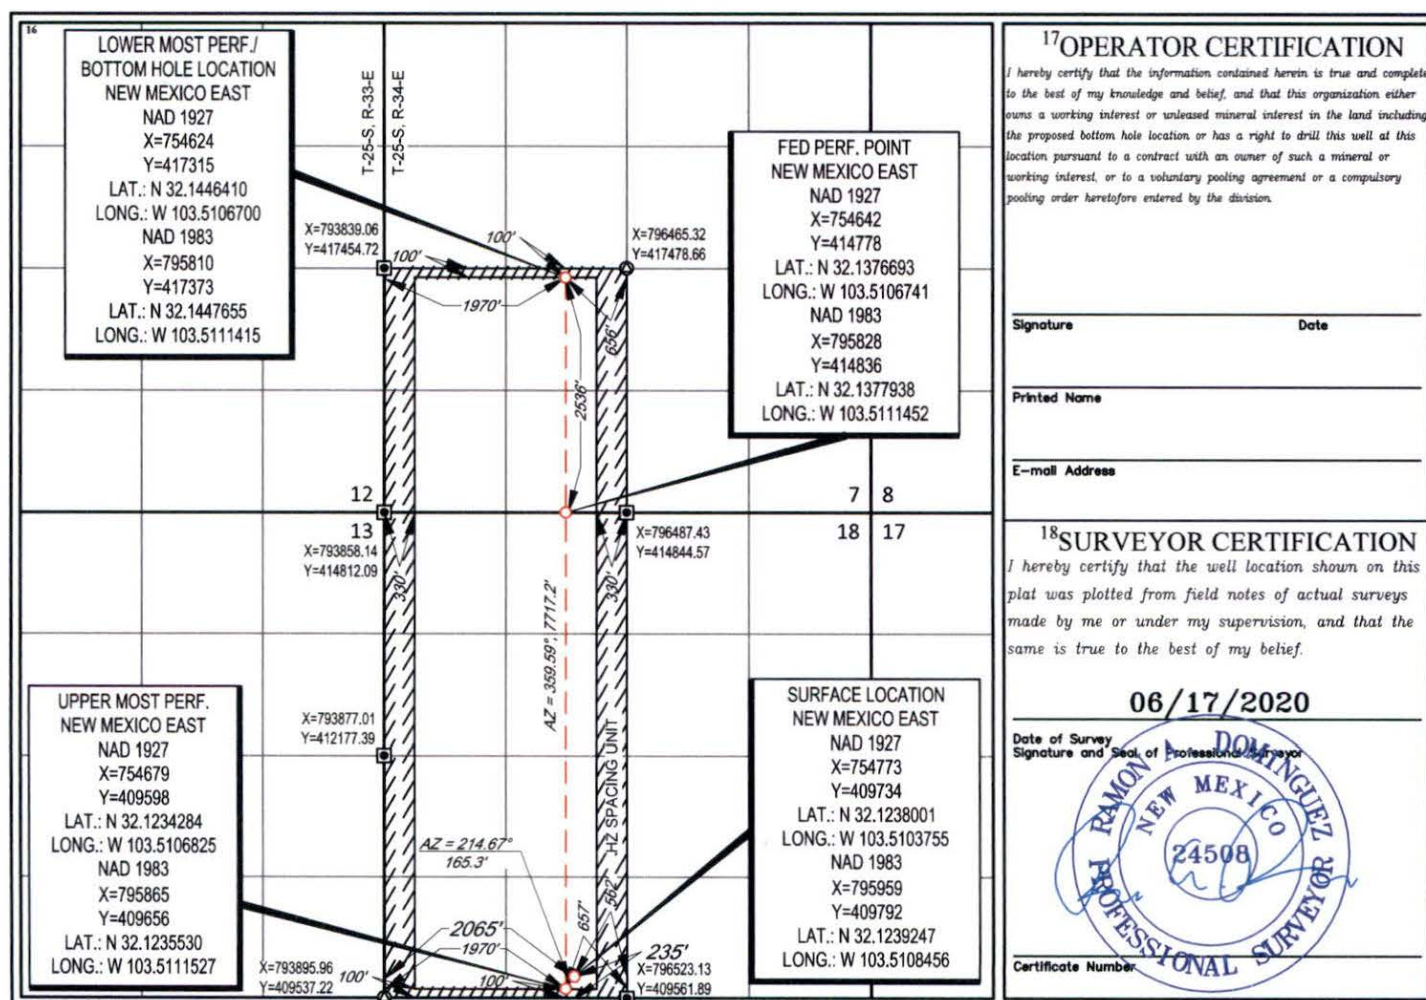 16
LOWER MOST PERF./
BOTTOM HOLE LOCATION
NEW MEXICO EAST
NAD 1927
X=754624
Y=417315
LAT.: N 32.1446410
LONG.: W 103.5106700
NAD 1983
X=795810
Y=417373
LAT.: N 32.1447655
LONG.: W 103.5111415
T-25-S, R-33-E
T-25-S, R-34-E
FED PERF. POINT
NEW MEXICO EAST
NAD 1927
X=754642
Y=414778
LAT.: N 32.1376693
LONG.: W 103.5106741
NAD 1983
X=795828
Y=414836
LAT.: N 32.1377938
LONG.: W 103.5111452
X=793839.06
Y=417454.72
100'
100'
X=796465.32
Y=417478.66
1970'
656'
2536'
12
13
7
8
18
17
X=793858.14
Y=414812.09
330'
330'
X=796487.43
Y=414844.57
AZ = 359.59°, 7717.2'
HZ SPACING UNIT
X=793877.01
Y=412177.39
UPPER MOST PERF.
NEW MEXICO EAST
NAD 1927
X=754679
Y=409598
LAT.: N 32.1234284
LONG.: W 103.5106825
NAD 1983
X=795865
Y=409656
LAT.: N 32.1235530
LONG.: W 103.5111527
SURFACE LOCATION
NEW MEXICO EAST
NAD 1927
X=754773
Y=409734
LAT.: N 32.1238001
LONG.: W 103.5103755
NAD 1983
X=795959
Y=409792
LAT.: N 32.1239247
LONG.: W 103.5108456
AZ = 214.67°
165.3'
657'
562'
2065'
1970'
235'
100'
100'
X=793895.96
Y=409537.22
X=796523.13
Y=409561.89
17OPERATOR CERTIFICATION
I hereby certify that the information contained herein is true and complete
to the best of my knowledge and belief, and that this organization either
owns a working interest or unleased mineral interest in the land including
the proposed bottom hole location or has a right to drill this well at this
location pursuant to a contract with an owner of such a mineral or
working interest, or to a voluntary pooling agreement or a compulsory
pooling order heretofore entered by the division.
Signature Date
Printed Name
E-mail Address
18SURVEYOR CERTIFICATION
I hereby certify that the well location shown on this
plat was plotted from field notes of actual surveys
made by me or under my supervision, and that the
same is true to the best of my belief.
06/17/2020
Date of Survey
Signature and Seal of Professional Surveyor
RAMON A. DOMINGUEZ
NEW MEXICO
24508
PROFESSIONAL SURVEYOR
Certificate Number